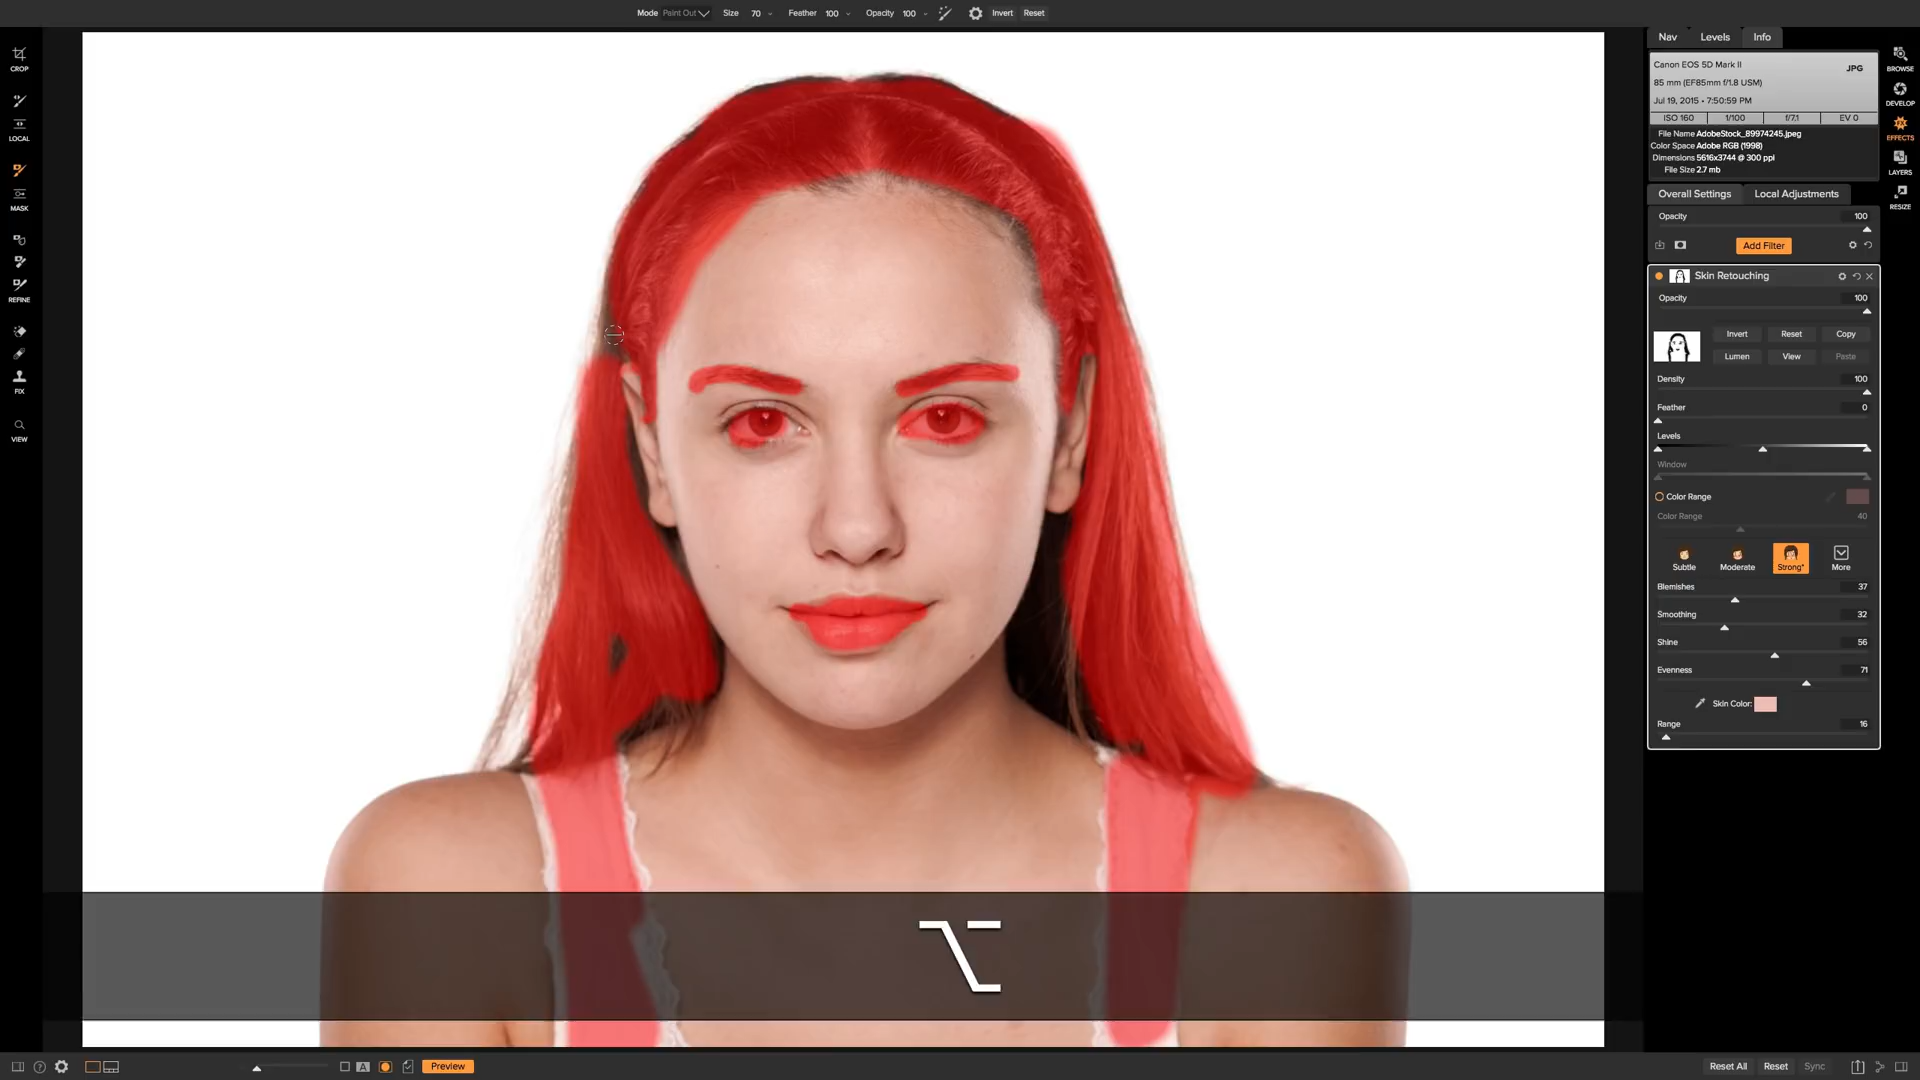 Mode Paint Out Size 70 Feather 100 Opacity 100 Invert Reset
CROP
LOCAL
MASK
REFINE
FIX
VIEW
Nav Levels Info
Canon EOS 5D Mark II JPG
85 mm (EF85mm f/1.8 USM)
Jul 19, 2015 • 7:50:59 PM
ISO 160 1/100 f/7.1 EV 0
File Name AdobeStock_89974245.jpeg
Color Space Adobe RGB (1998)
Dimensions 5616x3744 @ 300 ppi
File Size 2.7 mb
Overall Settings Local Adjustments
Opacity 100
Add Filter
Skin Retouching
Opacity 100
Invert Reset Copy
Lumen View Paste
Density 100
Feather 0
Levels
Window
Color Range
Color Range 40
Subtle Moderate Strong* More
Blemishes 37
Smoothing 32
Shine 56
Evenness 71
Skin Color:
Range 16
BROWSE
DEVELOP
FX
EFFECTS
LAYERS
RESIZE
⌥
? A Preview
Reset All Reset Sync